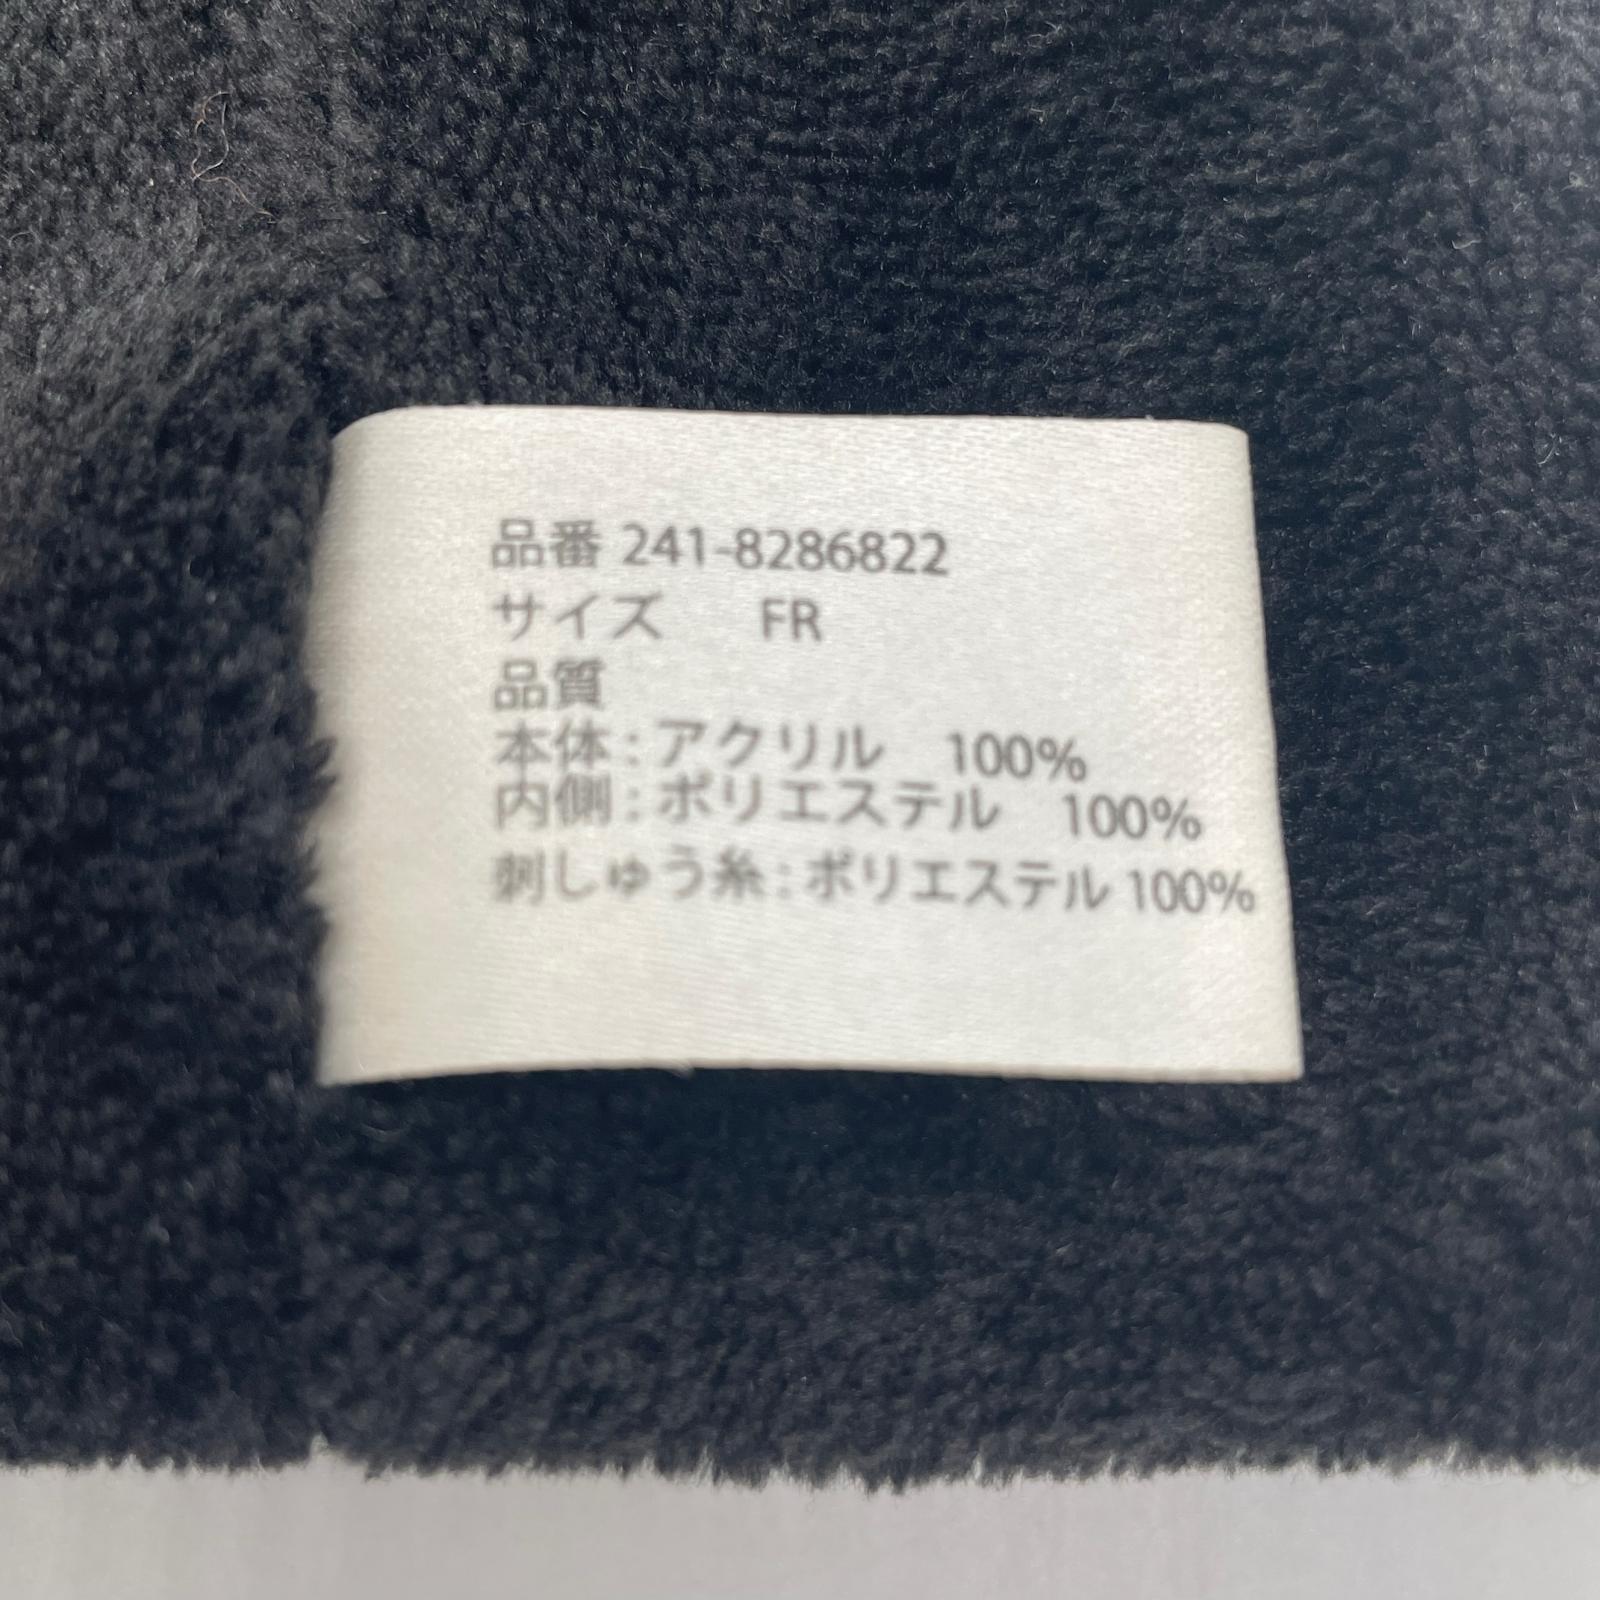 品番 241-8286822
サイズ FR
品質
本体:アクリル 100%
内側:ポリエステル 100%
刺しゅう糸:ポリエステル 100%